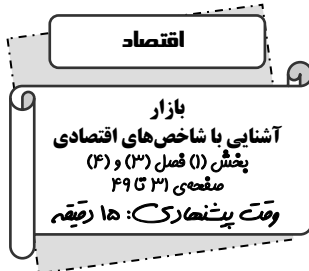 اقتصاد
بازار
آشنایی با شاخص‌های اقتصادی
بخش (۱) فصل (۳) و (۴)
صفحه‌ی ۳۱ تا ۴۹
وقت پیشنهادی: ۱۵ دقیقه